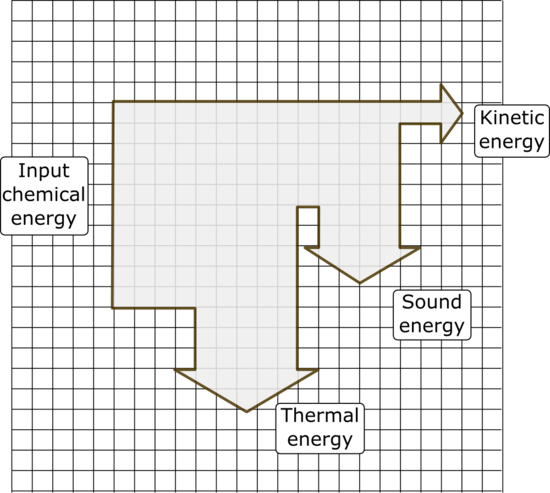 Kinetic
energy
Input
chemical
energy
Sound
energy
Thermal
energy